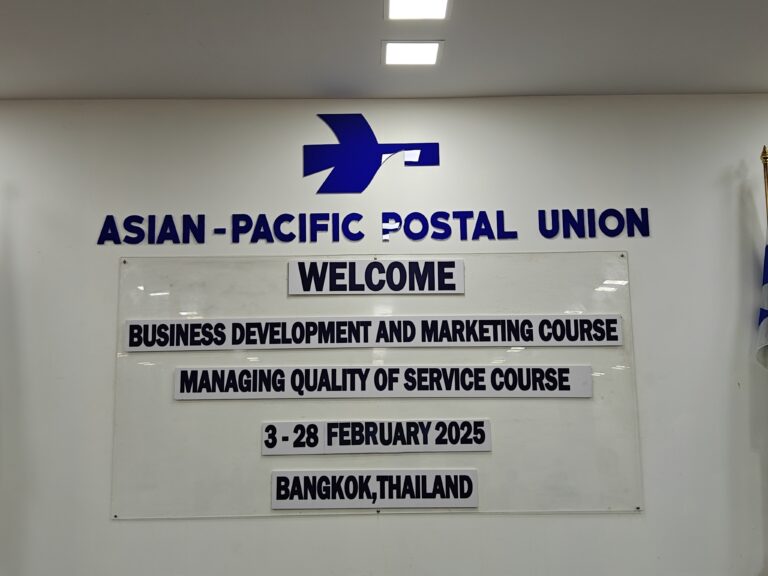 ASIAN-PACIFIC POSTAL UNION
WELCOME
BUSINESS DEVELOPMENT AND MARKETING COURSE
MANAGING QUALITY OF SERVICE COURSE
3 - 28 FEBRUARY 2025
BANGKOK,THAILAND